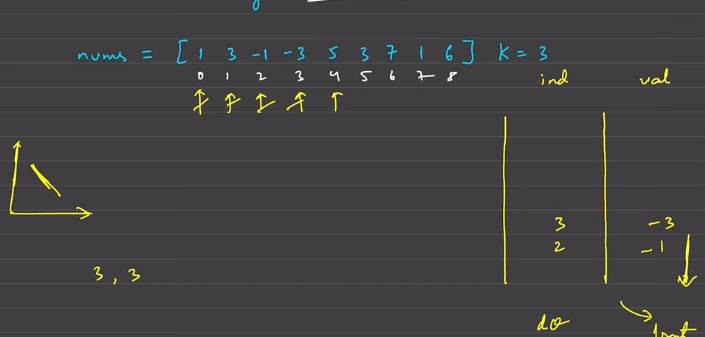 nums = [ 1 3 -1 -3 5 3 7 1 6 ] K = 3
0 1 2 3 4 5 6 7 8
ind val
3 -3
2 -1
3, 3
dq